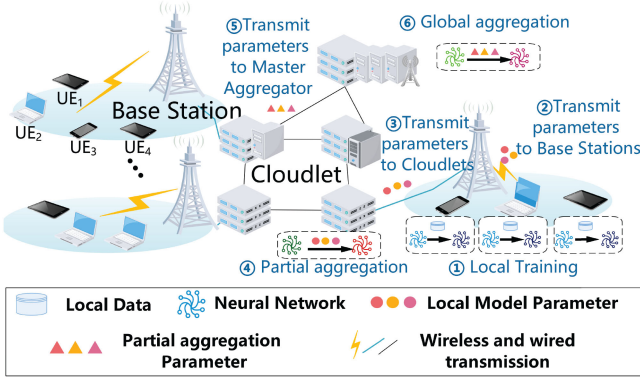 ⑤Transmit
parameters
to Master
Aggregator
⑥ Global aggregation
UE1
UE2
UE3
UE4
Base Station
③Transmit
parameters
to Cloudlets
②Transmit
parameters
to Base Stations
Cloudlet
④ Partial aggregation
① Local Training
Local Data
Neural Network
Local Model Parameter
Partial aggregation
Parameter
Wireless and wired
transmission